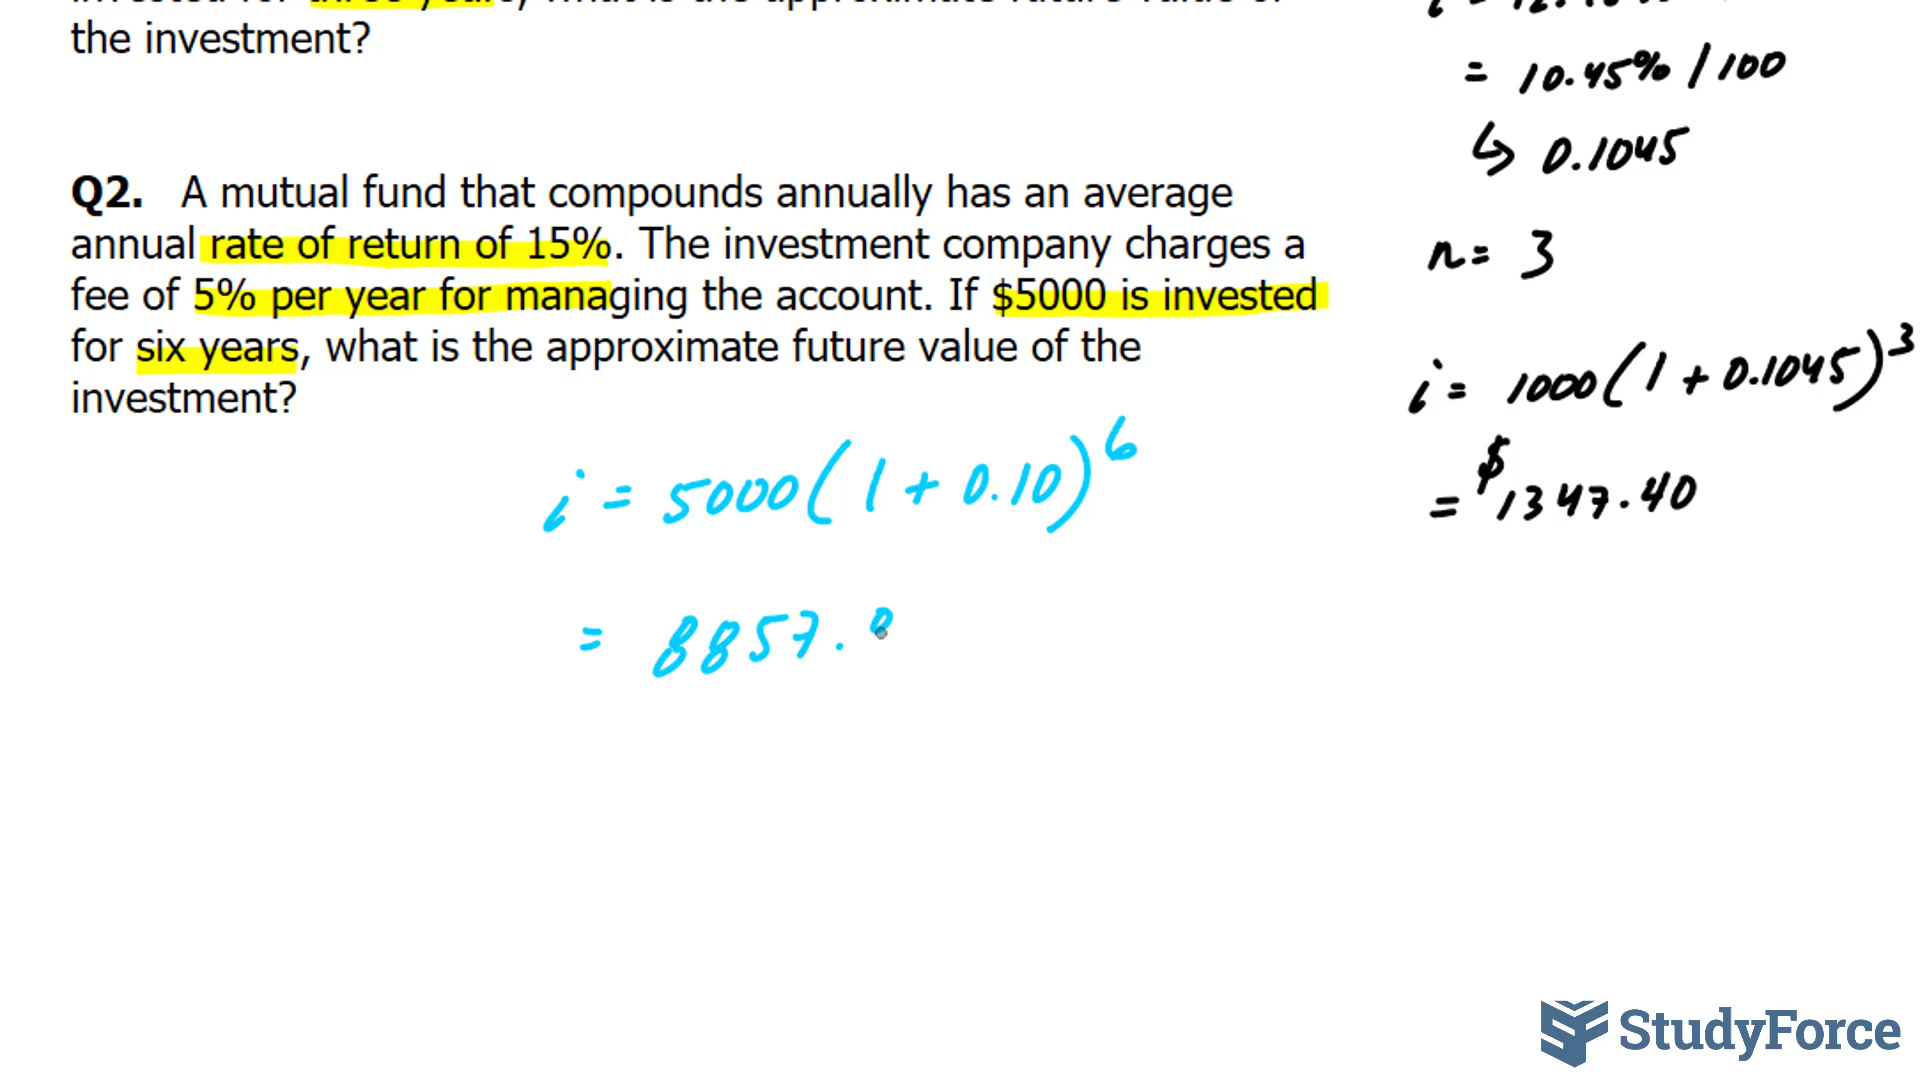 the investment?
Q2. A mutual fund that compounds annually has an average
annual rate of return of 15%. The investment company charges a
fee of 5% per year for managing the account. If $5000 is invested
for six years, what is the approximate future value of the
investment?
i = 5000(1 + 0.10)^6
= 8857.
= 10.45% / 100
↳ 0.1045
n = 3
i = 1000(1 + 0.1045)^3
= $1347.40
StudyForce